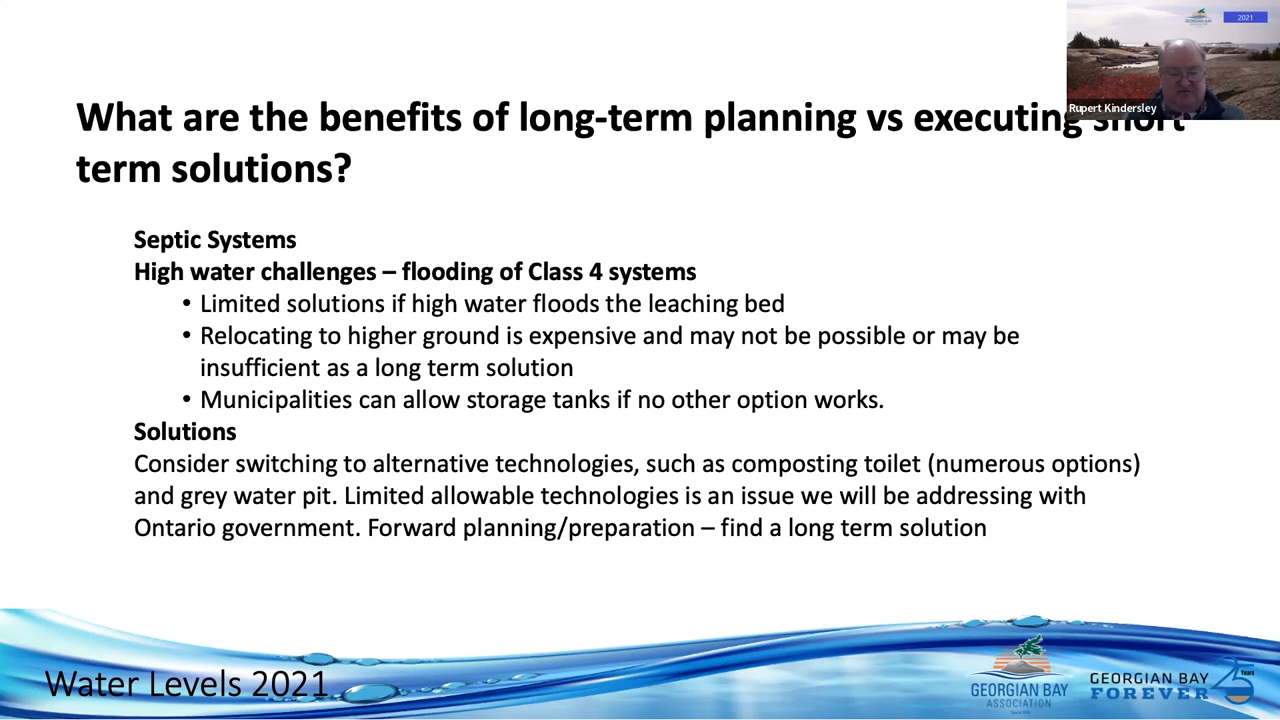 GEORGIAN BAY
2021
Rupert Kindersley
What are the benefits of long-term planning vs executing short
term solutions?
Septic Systems
High water challenges – flooding of Class 4 systems
• Limited solutions if high water floods the leaching bed
• Relocating to higher ground is expensive and may not be possible or may be
insufficient as a long term solution
• Municipalities can allow storage tanks if no other option works.
Solutions
Consider switching to alternative technologies, such as composting toilet (numerous options)
and grey water pit. Limited allowable technologies is an issue we will be addressing with
Ontario government. Forward planning/preparation – find a long term solution
Water Levels 2021
GEORGIAN BAY
ASSOCIATION
GEORGIAN BAY
FOREVER
25 Years